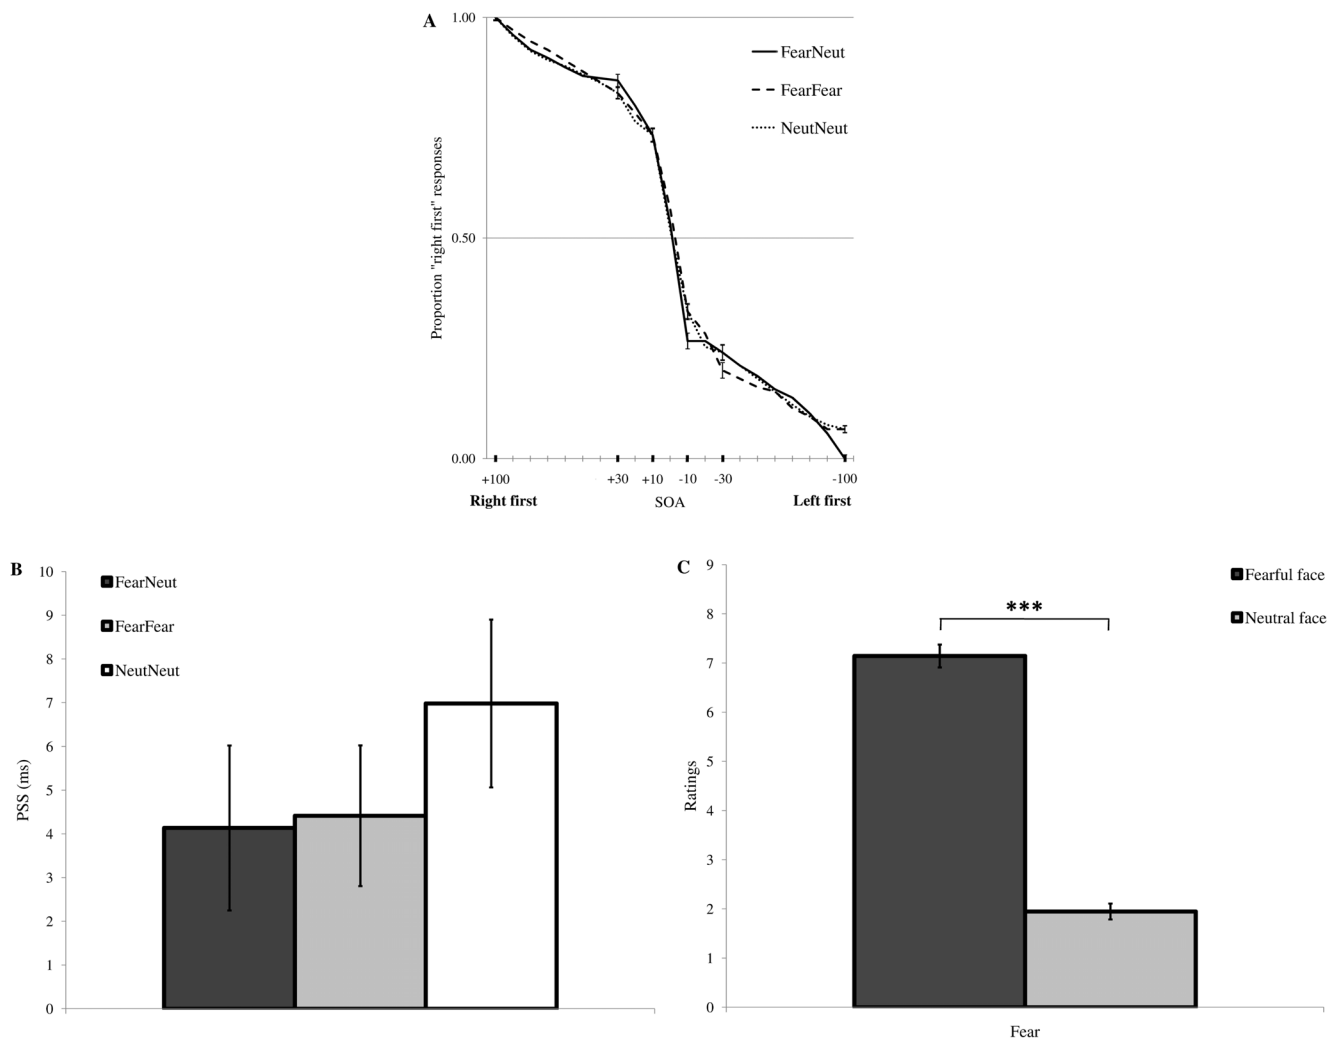 A
1.00
FearNeut
FearFear
NeutNeut
Proportion "right first" responses
0.50
0.00
+100 +30 +10 -10 -30 -100
Right first SOA Left first
B
10
9
8
7
6
5
4
3
2
1
0
PSS (ms)
FearNeut
FearFear
NeutNeut
C
9
8
7
6
5
4
3
2
1
0
Ratings
***
Fearful face
Neutral face
Fear